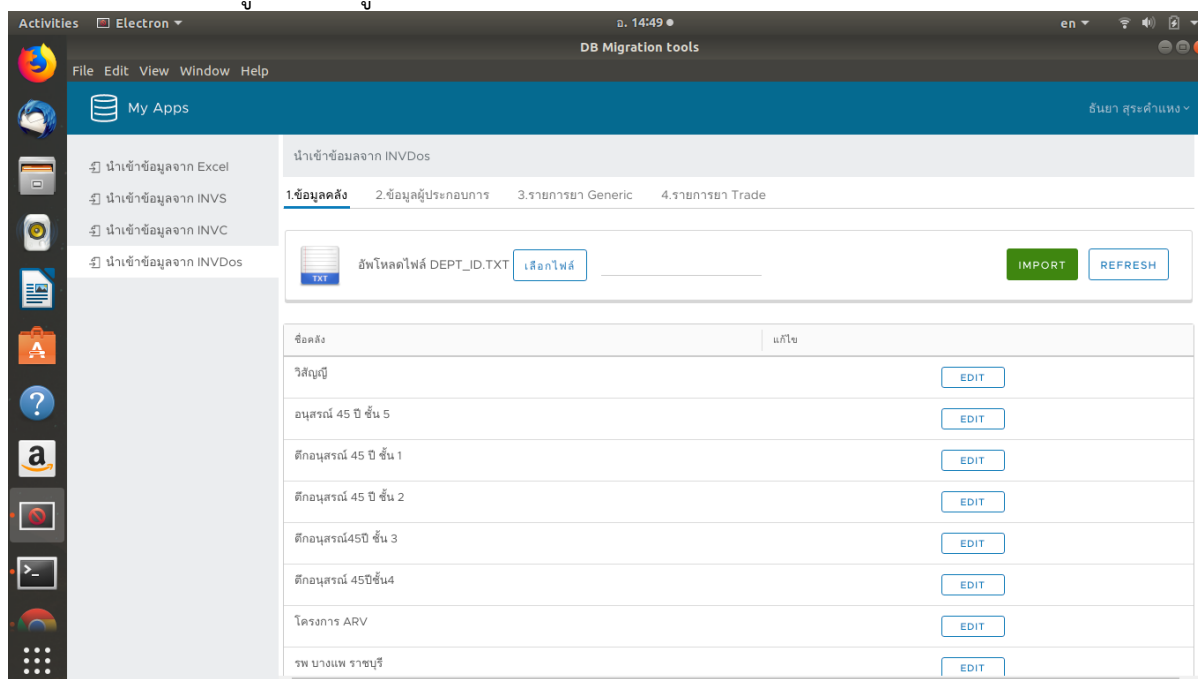 Activities Electron อ. 14:49 en
DB Migration tools
File Edit View Window Help
My Apps ธันยา สุระคำแหง
นำเข้าข้อมูลจาก Excel
นำเข้าข้อมูลจาก INVS
นำเข้าข้อมูลจาก INVC
นำเข้าข้อมูลจาก INVDos
นำเข้าข้อมลจาก INVDos
1.ข้อมูลคลัง 2.ข้อมูลผู้ประกอบการ 3.รายการยา Generic 4.รายการยา Trade
TXT อัพโหลดไฟล์ DEPT_ID.TXT เลือกไฟล์ IMPORT REFRESH
ชื่อคลัง แก้ไข
วิสัญญี EDIT
อนุสรณ์ 45 ปี ชั้น 5 EDIT
ตึกอนุสรณ์ 45 ปี ชั้น 1 EDIT
ตึกอนุสรณ์ 45 ปี ชั้น 2 EDIT
ตึกอนุสรณ์45ปี ชั้น 3 EDIT
ตึกอนุสรณ์ 45ปีชั้น4 EDIT
โครงการ ARV EDIT
รพ บางแพ ราชบุรี EDIT